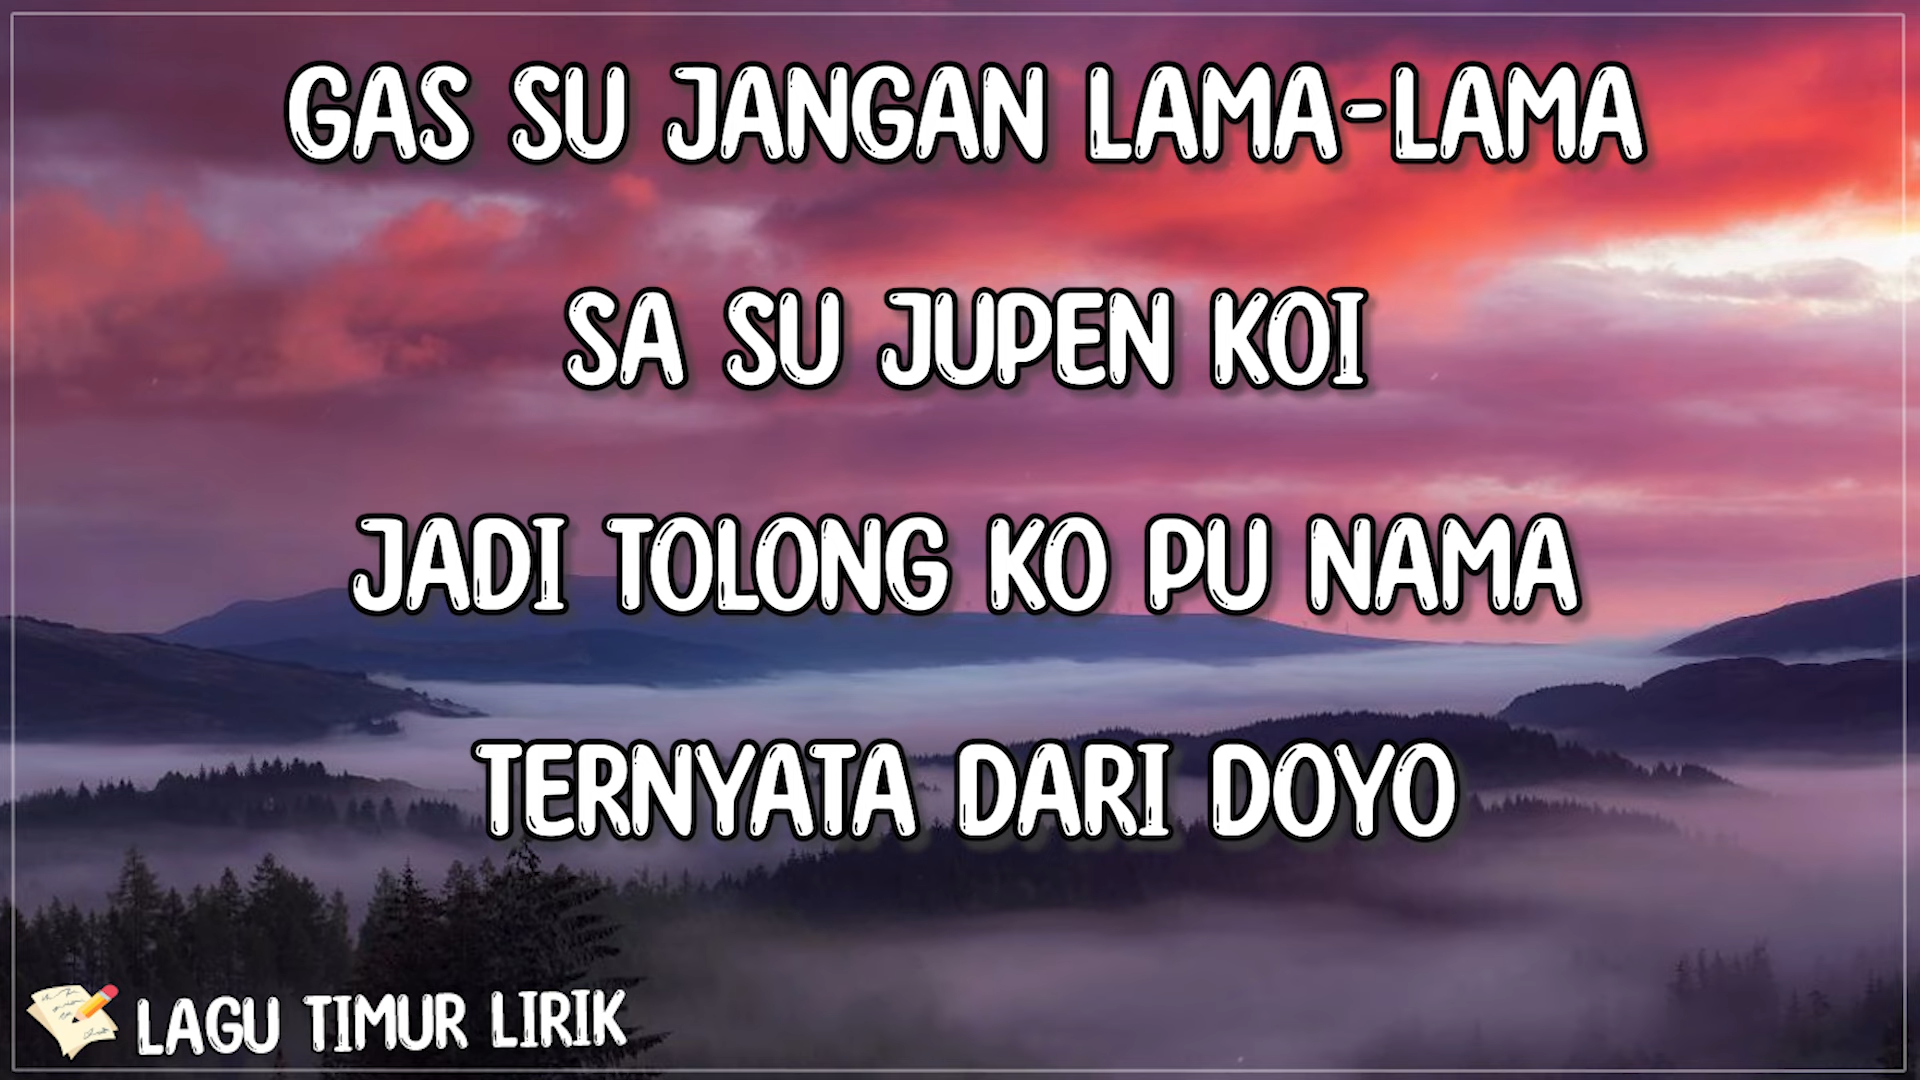 GAS SU JANGAN LAMA-LAMA
SA SU JUPEN KOI
JADI TOLONG KO PU NAMA
TERNYATA DARI DOYO
LAGU TIMUR LIRIK